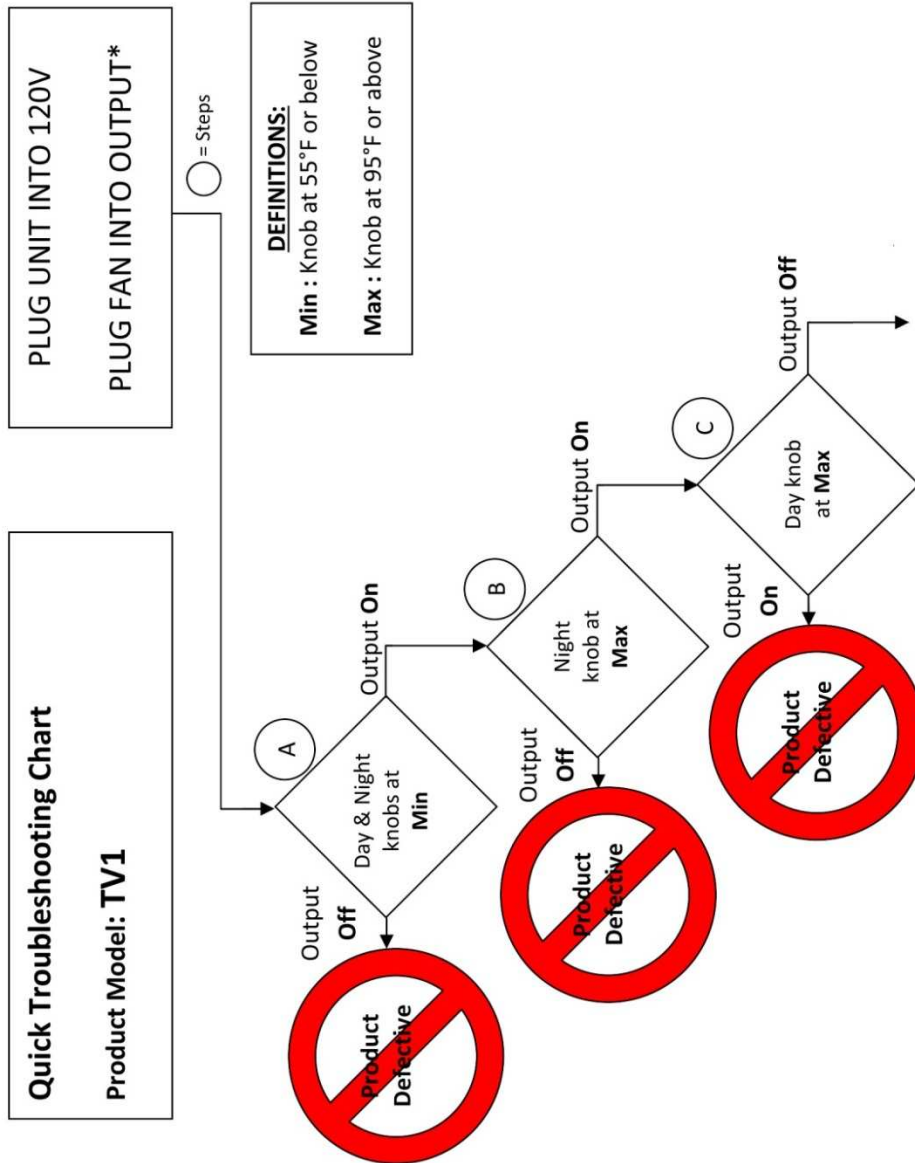 Quick Troubleshooting Chart
Product Model: TV1
PLUG UNIT INTO 120V
PLUG FAN INTO OUTPUT*
= Steps
DEFINITIONS:
Min : Knob at 55°F or below
Max : Knob at 95°F or above
A
Day & Night
knobs at
Min
Output
Off
Output On
Product
Defective
B
Night
knob at
Max
Output
Off
Output On
Product
Defective
C
Day knob
at Max
Output
On
Output Off
Product
Defective